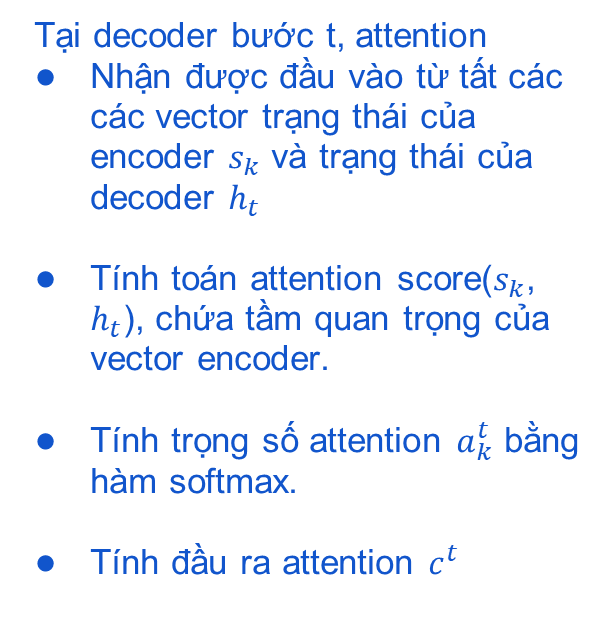 Tại decoder bước t, attention
● Nhận được đầu vào từ tất các
các vector trạng thái của
encoder $s_k$ và trạng thái của
decoder $h_t$
● Tính toán attention score($s_k$,
$h_t$), chứa tầm quan trọng của
vector encoder.
● Tính trọng số attention $a_k^t$ bằng
hàm softmax.
● Tính đầu ra attention $c^t$